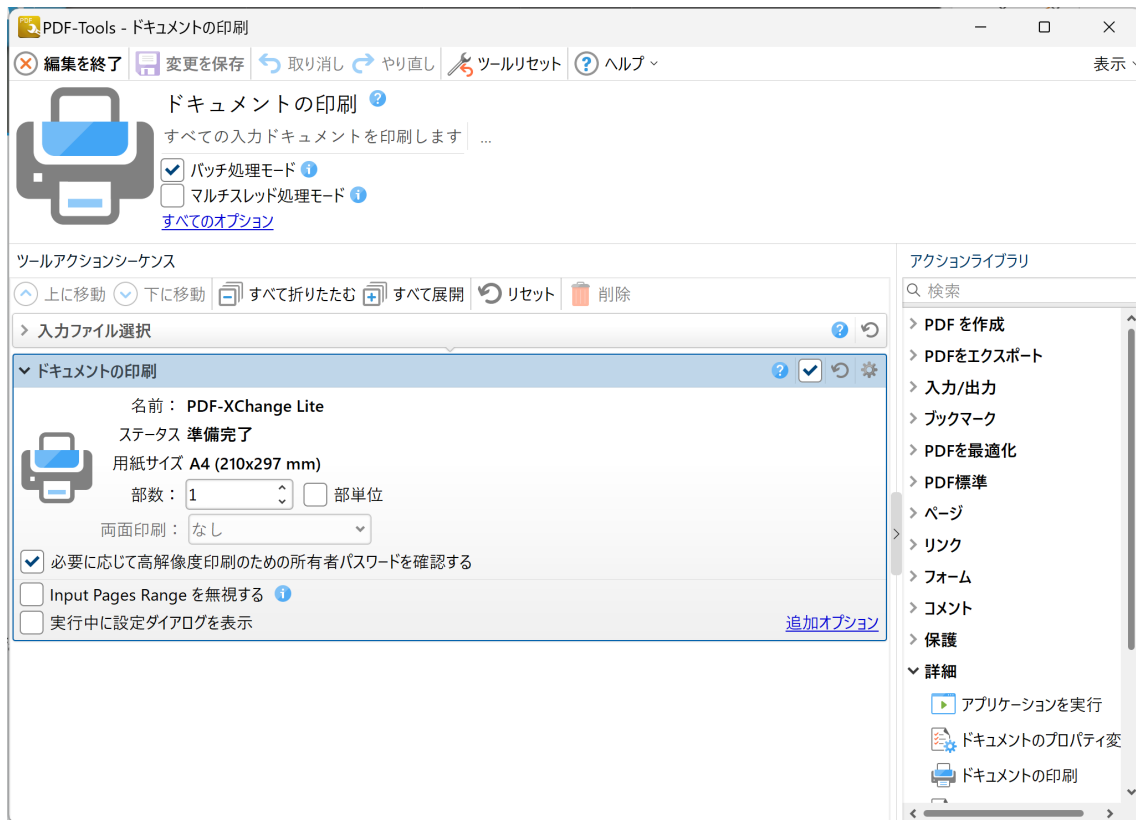 PDF-Tools - ドキュメントの印刷
編集を終了 変更を保存 取り消し やり直し ツールリセット ? ヘルプ 表示
ドキュメントの印刷 ?
すべての入力ドキュメントを印刷します ...
バッチ処理モード i
マルチスレッド処理モード i
すべてのオプション
ツールアクションシーケンス
上に移動 下に移動 すべて折りたたむ すべて展開 リセット 削除
入力ファイル選択 ?
ドキュメントの印刷 ?
名前： PDF-XChange Lite
ステータス 準備完了
用紙サイズ A4 (210x297 mm)
部数： 1 部単位
両面印刷： なし
必要に応じて高解像度印刷のための所有者パスワードを確認する
Input Pages Range を無視する i
実行中に設定ダイアログを表示 追加オプション
アクションライブラリ
検索
PDF を作成
PDFをエクスポート
入力/出力
ブックマーク
PDFを最適化
PDF標準
ページ
リンク
フォーム
コメント
保護
詳細
アプリケーションを実行
ドキュメントのプロパティ変
ドキュメントの印刷